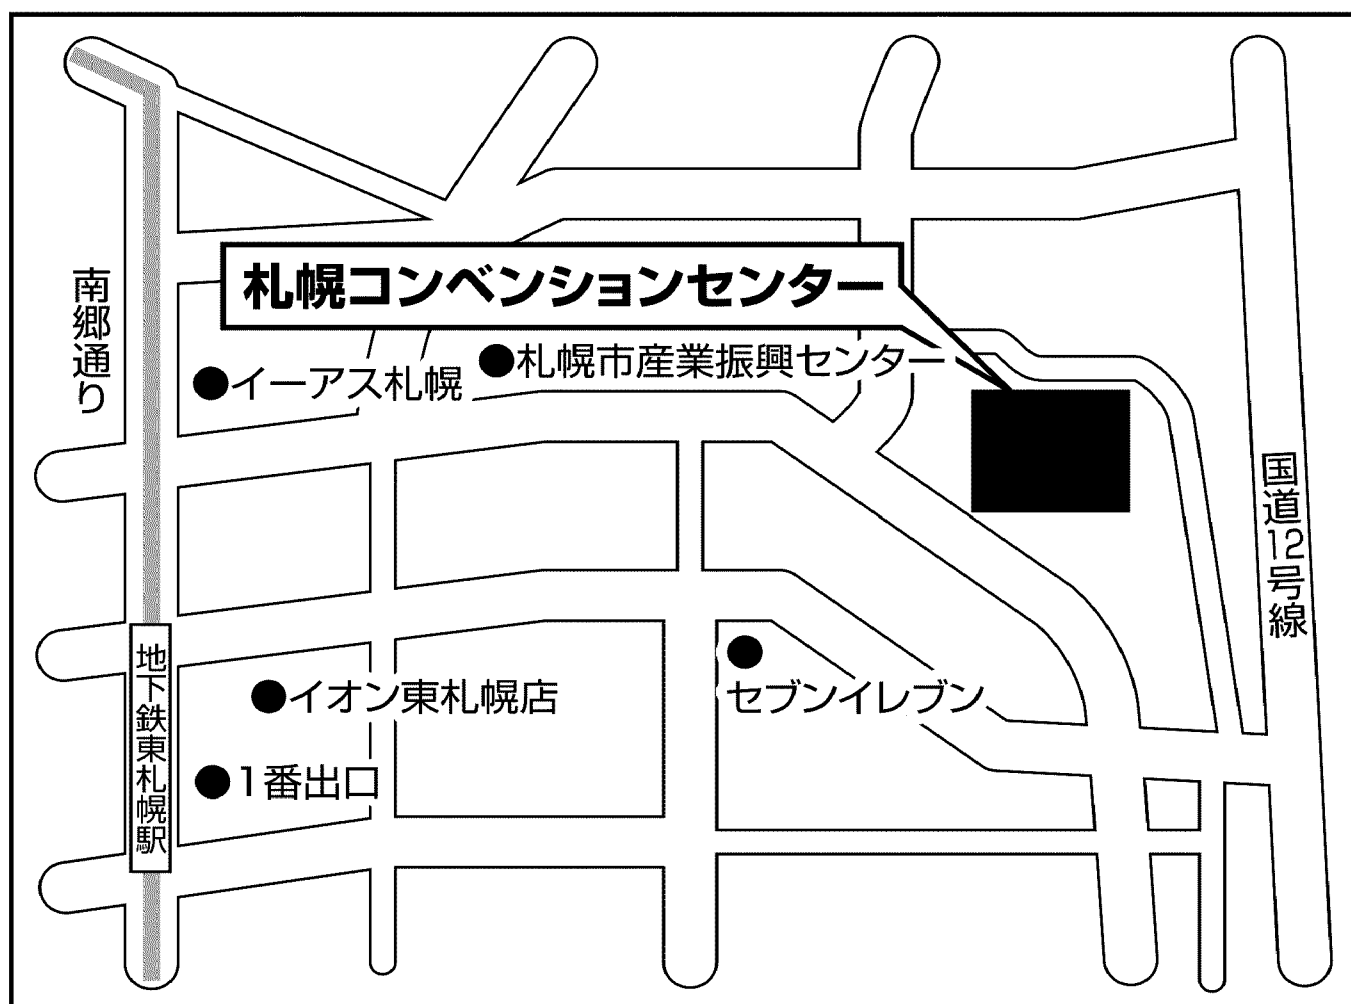 札幌コンベンションセンター
南郷通り
●札幌市産業振興センター
●イーアス札幌
国道12号線
地下鉄東札幌駅
●イオン東札幌店
セブンイレブン
●1番出口